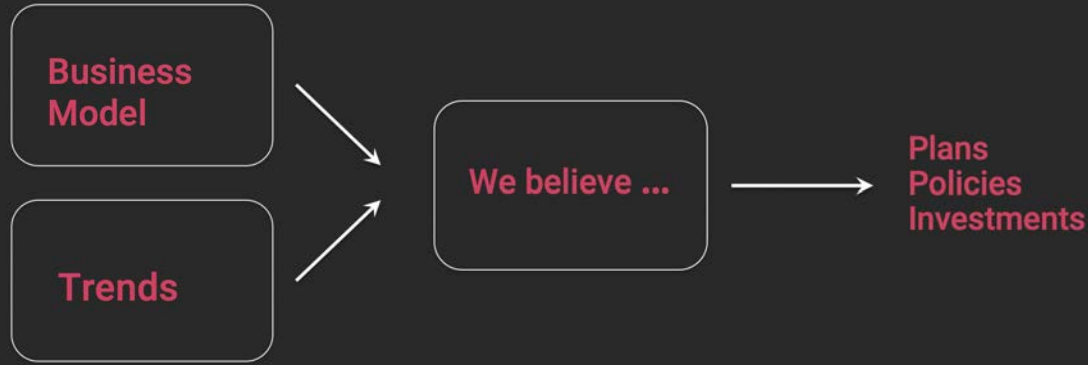 Business
Model
Trends
We believe ...
Plans
Policies
Investments